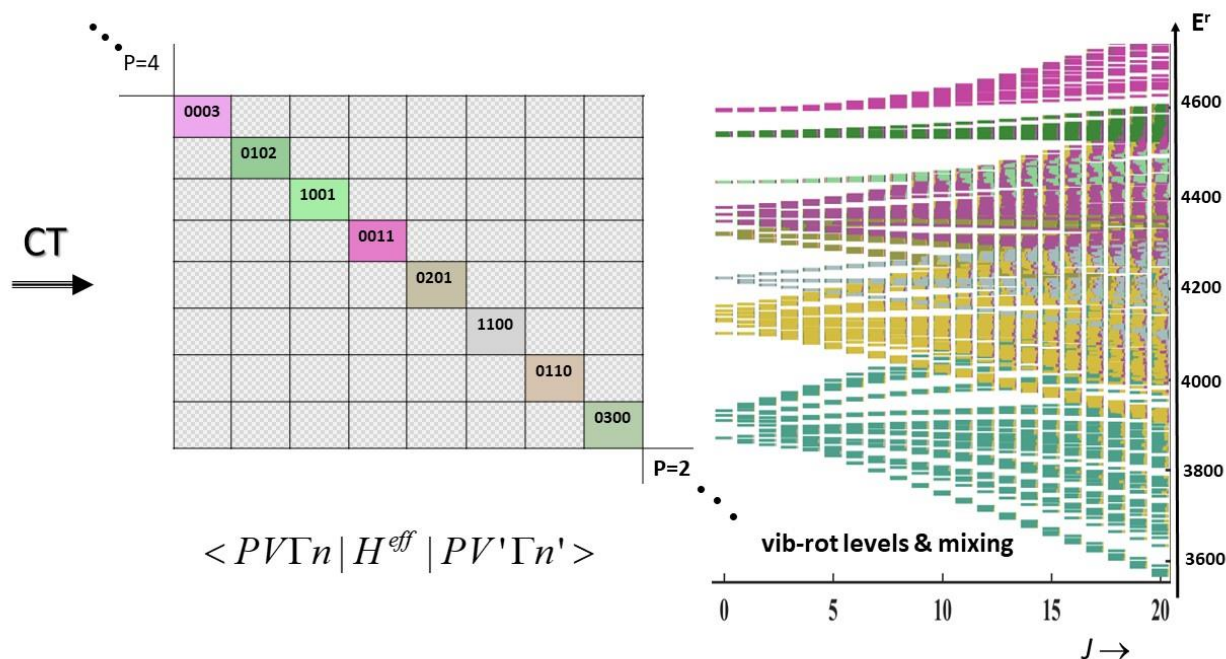 P=4
0003
0102
1001
0011
0201
1100
0110
0300
CT
P=2
< PVΓn | H^eff | PV'Γn' >
E^r
4600
4400
4200
4000
3800
3600
vib-rot levels & mixing
0 5 10 15 20
J →